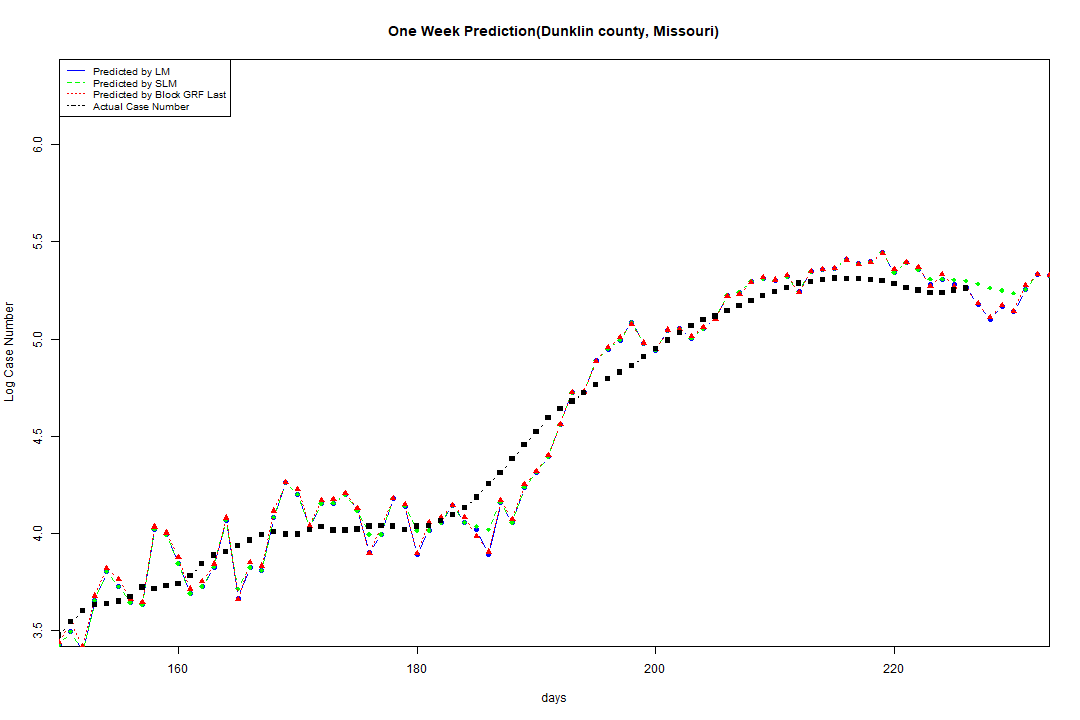 One Week Prediction(Dunklin county, Missouri)
Predicted by LM
Predicted by SLM
Predicted by Block GRF Last
Actual Case Number
6.0
5.5
5.0
4.5
4.0
3.5
Log Case Number
160
180
200
220
days